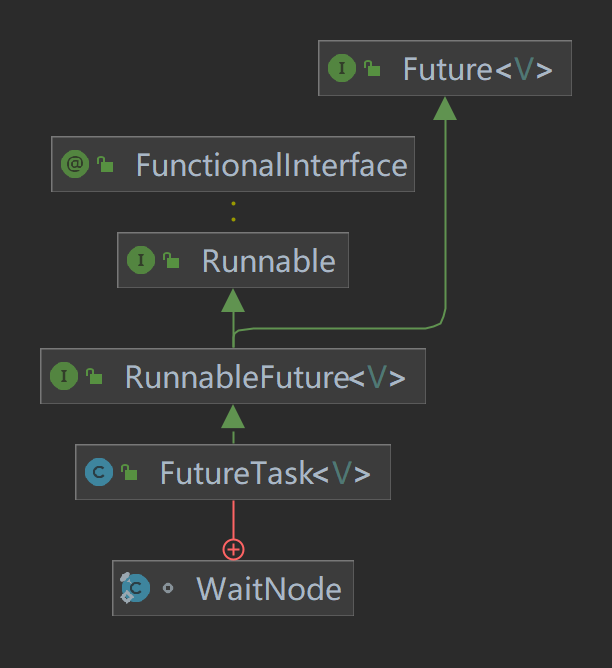 I Future<V>
@ FunctionalInterface
I Runnable
I RunnableFuture<V>
C FutureTask<V>
C WaitNode